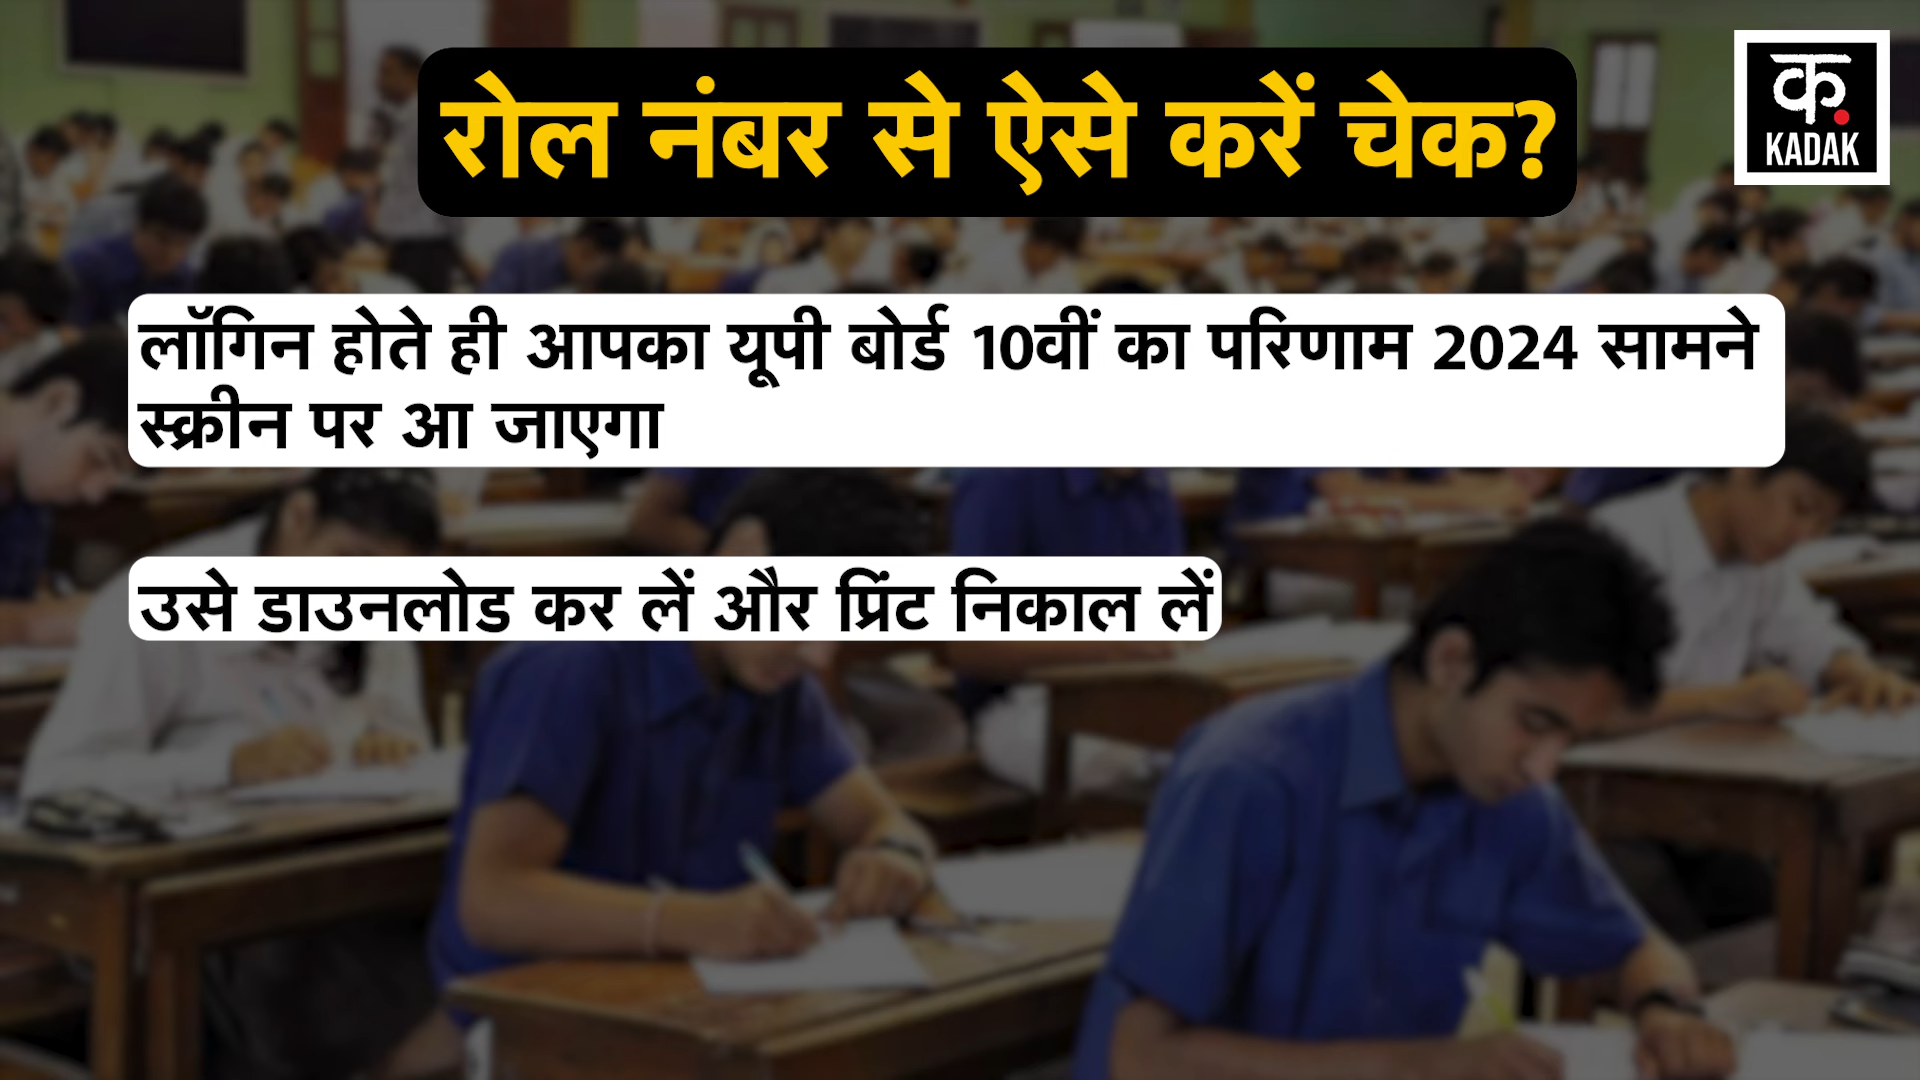 रोल नंबर से ऐसे करें चेक?
क.
KADAK
लॉगिन होते ही आपका यूपी बोर्ड 10वीं का परिणाम 2024 सामने
स्क्रीन पर आ जाएगा
उसे डाउनलोड कर लें और प्रिंट निकाल लें